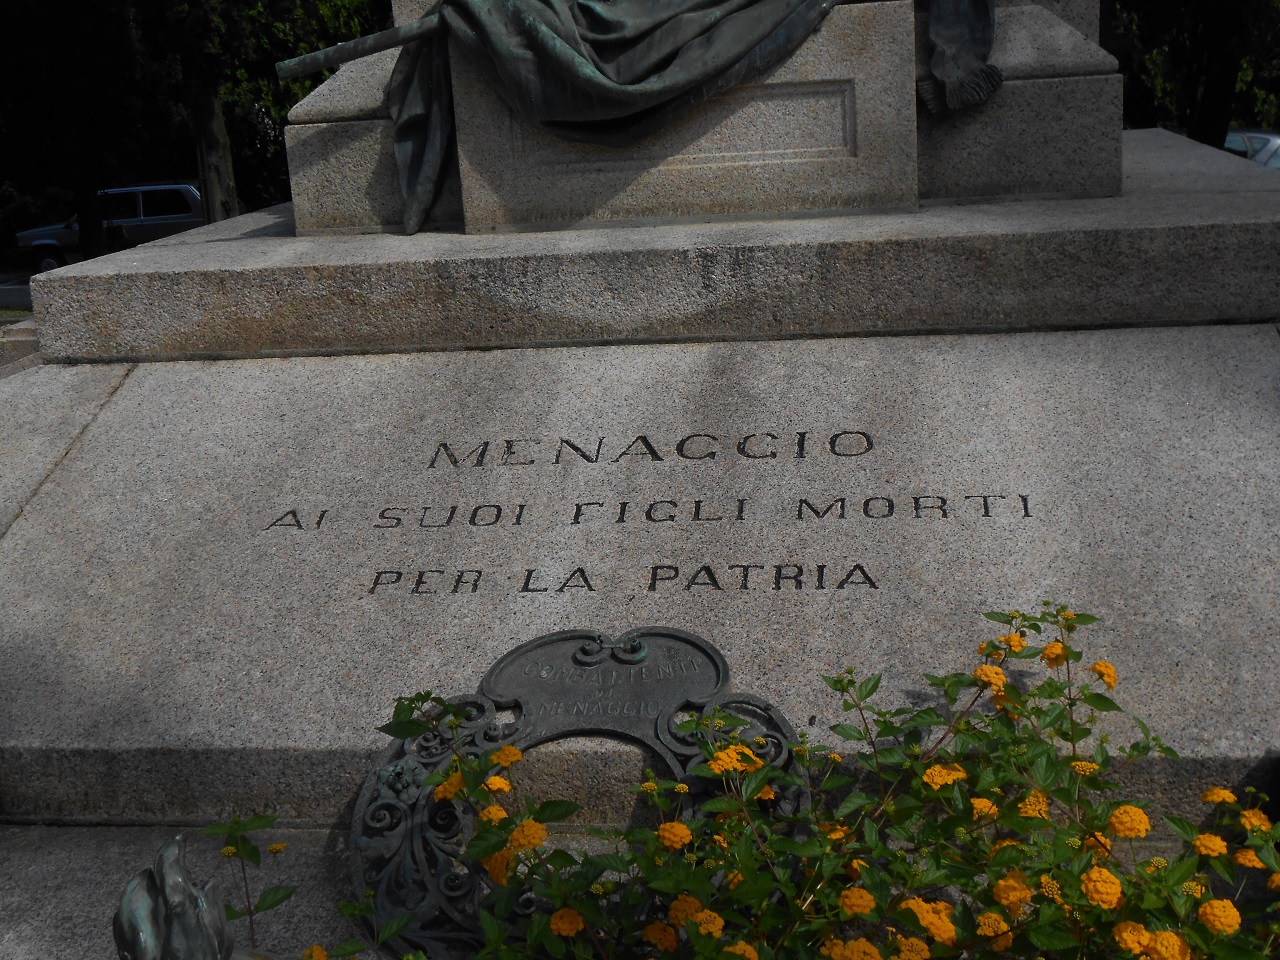 MENAGGIO
AI SUOI FIGLI MORTI
PER LA PATRIA
COMBATTENTI
DI
MENAGGIO